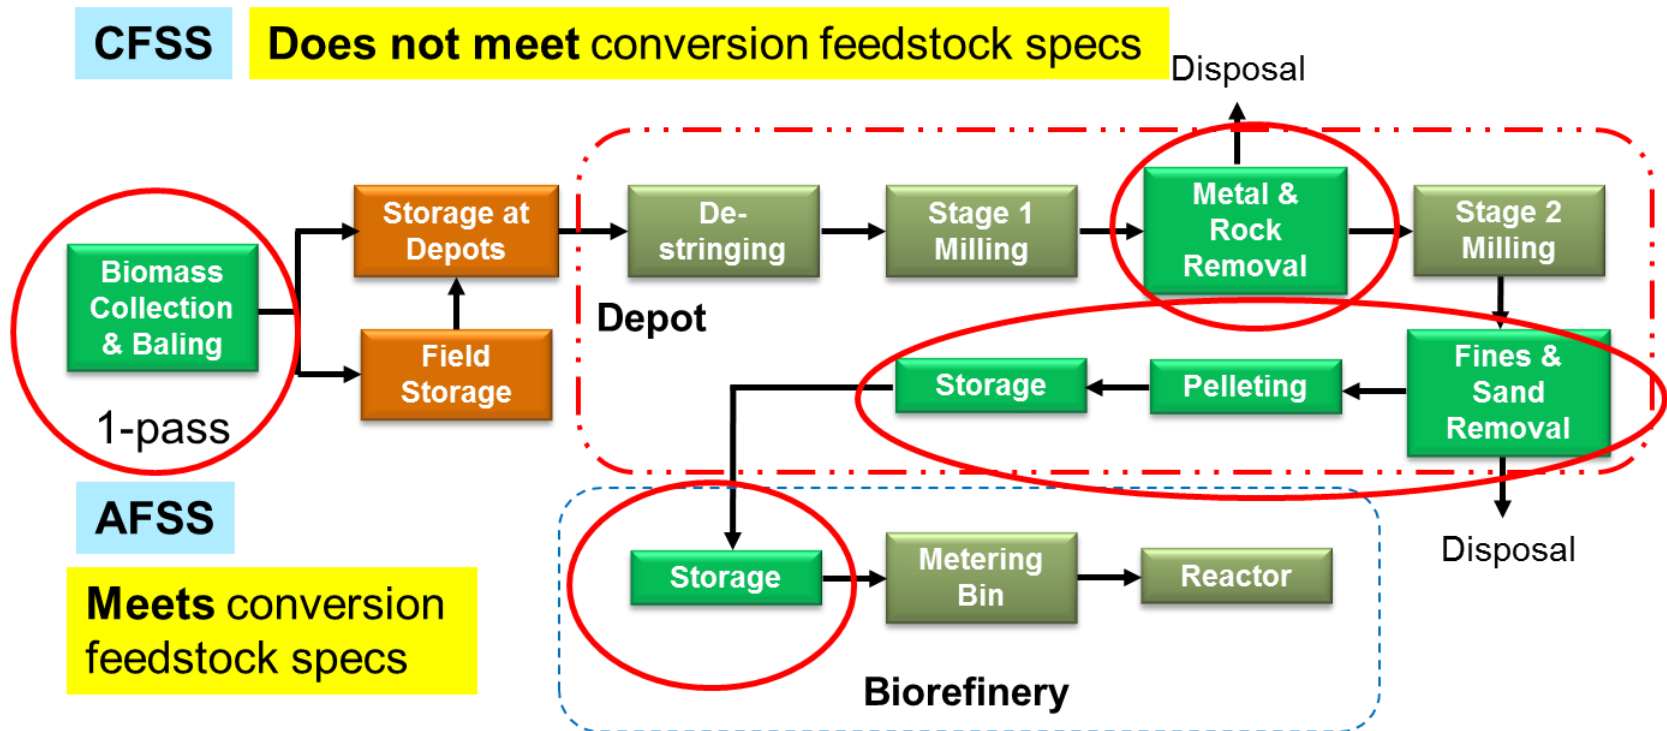 CFSS
Does not meet conversion feedstock specs
Disposal
Biomass
Collection
& Baling
1-pass
Storage at
Depots
Field
Storage
De-
stringing
Stage 1
Milling
Metal &
Rock
Removal
Stage 2
Milling
Depot
Storage
Pelleting
Fines &
Sand
Removal
Disposal
AFSS
Meets conversion
feedstock specs
Storage
Metering
Bin
Reactor
Biorefinery